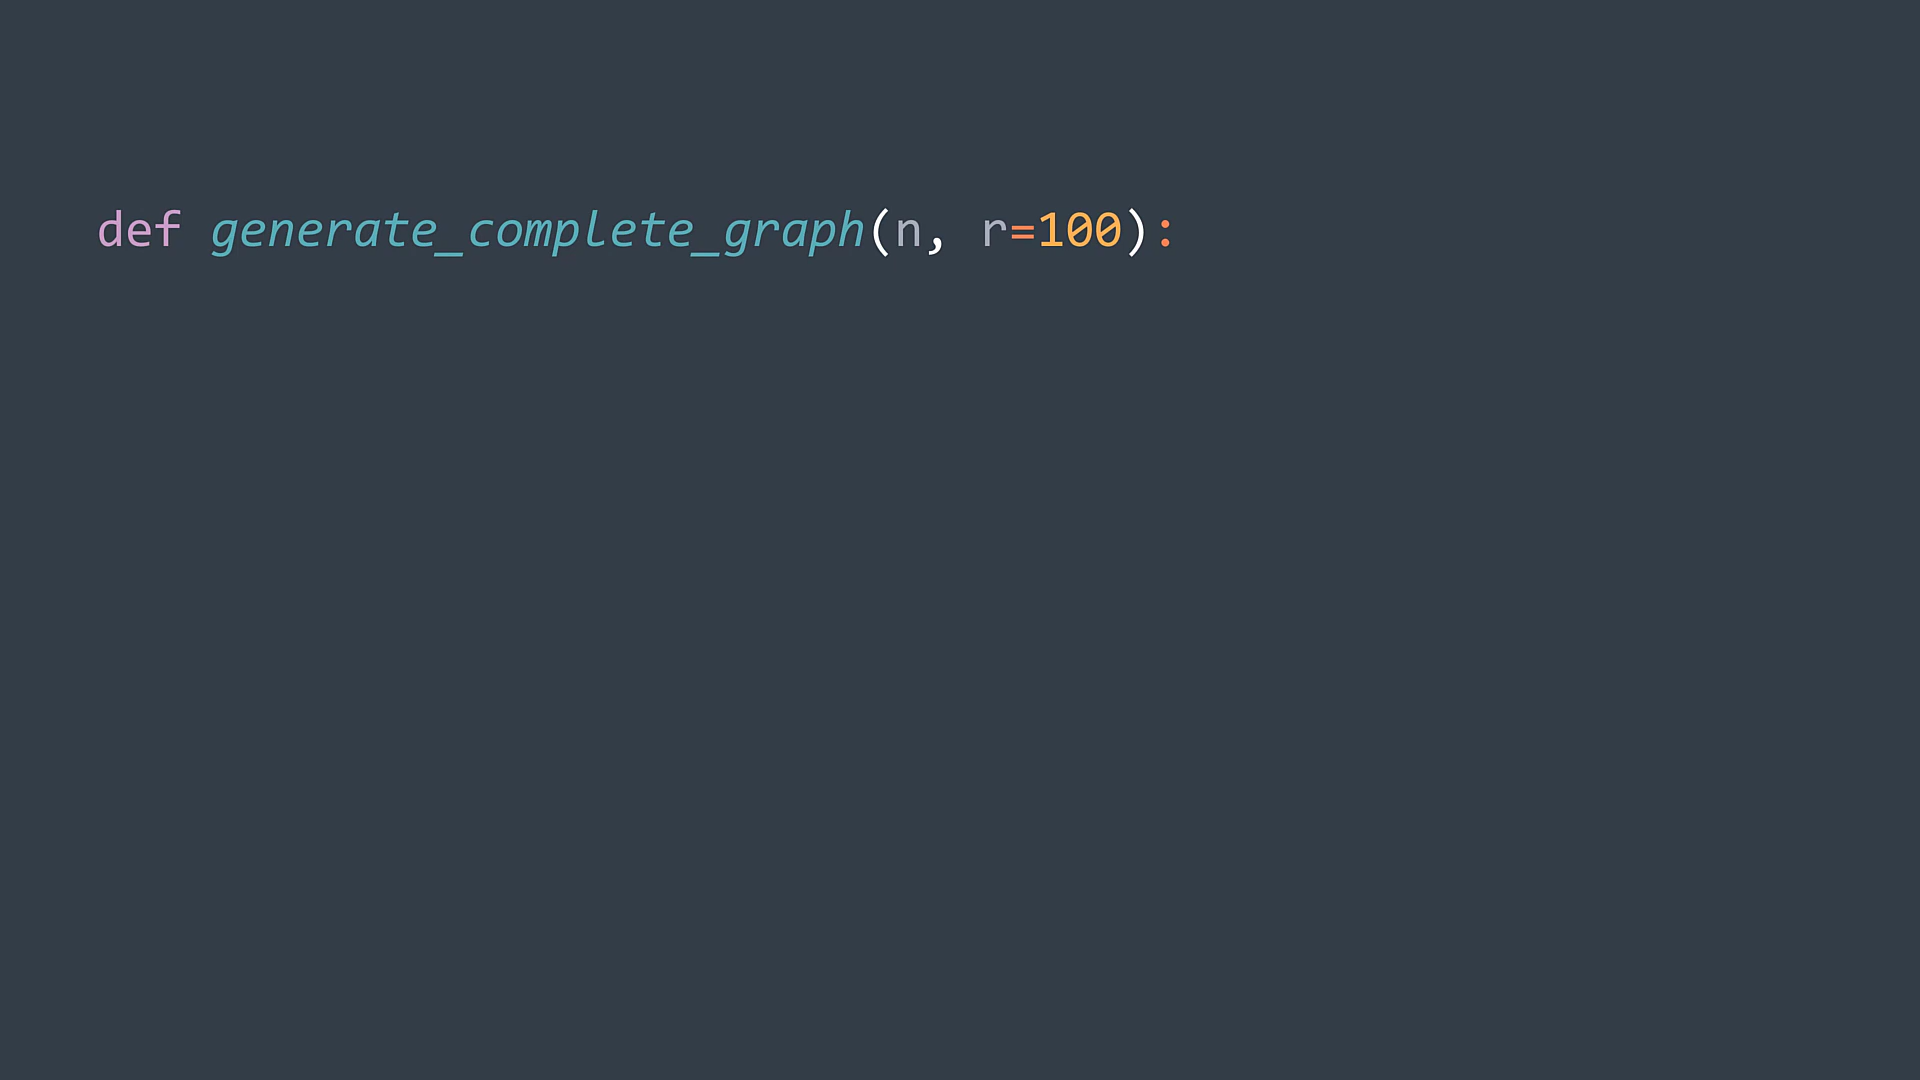 def generate_complete_graph(n, r=100):